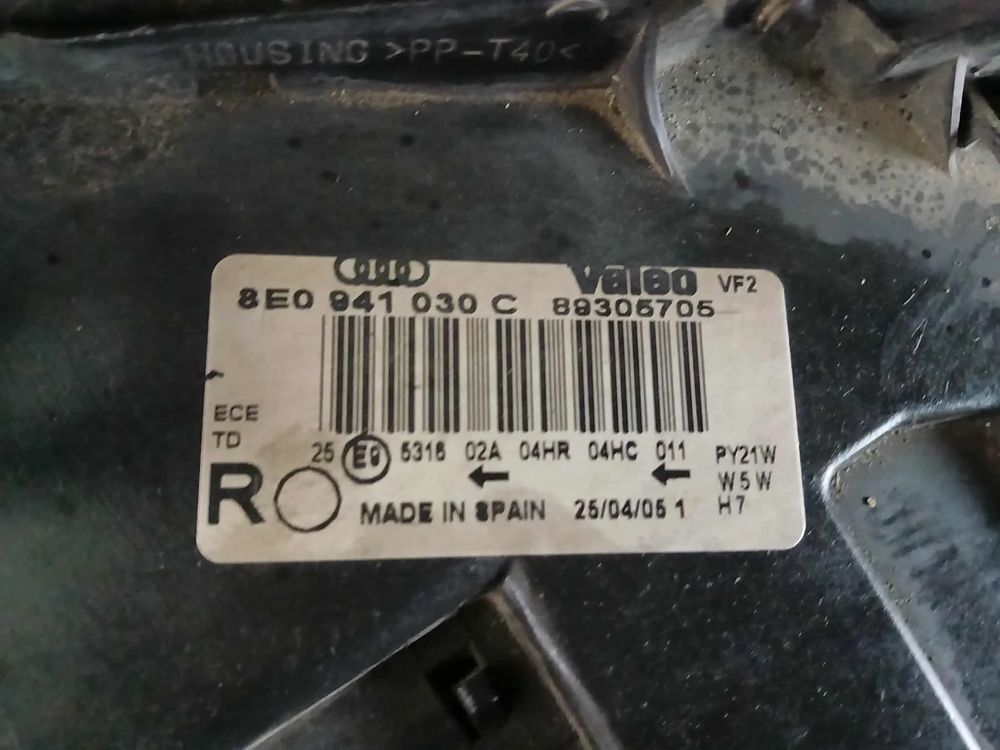 HOUSING >PP-T40<
Valeo VF2
8E0 941 030 C 89305705
ECE
TD
25 E9 5316 02A 04HR 04HC 011
PY21W
W5W
H7
R
MADE IN SPAIN 25/04/05 1